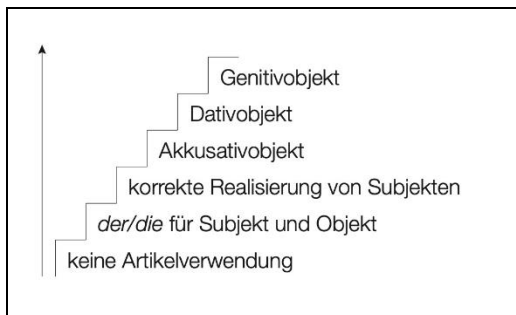 Genitivobjekt
Dativobjekt
Akkusativobjekt
korrekte Realisierung von Subjekten
der/die für Subjekt und Objekt
keine Artikelverwendung